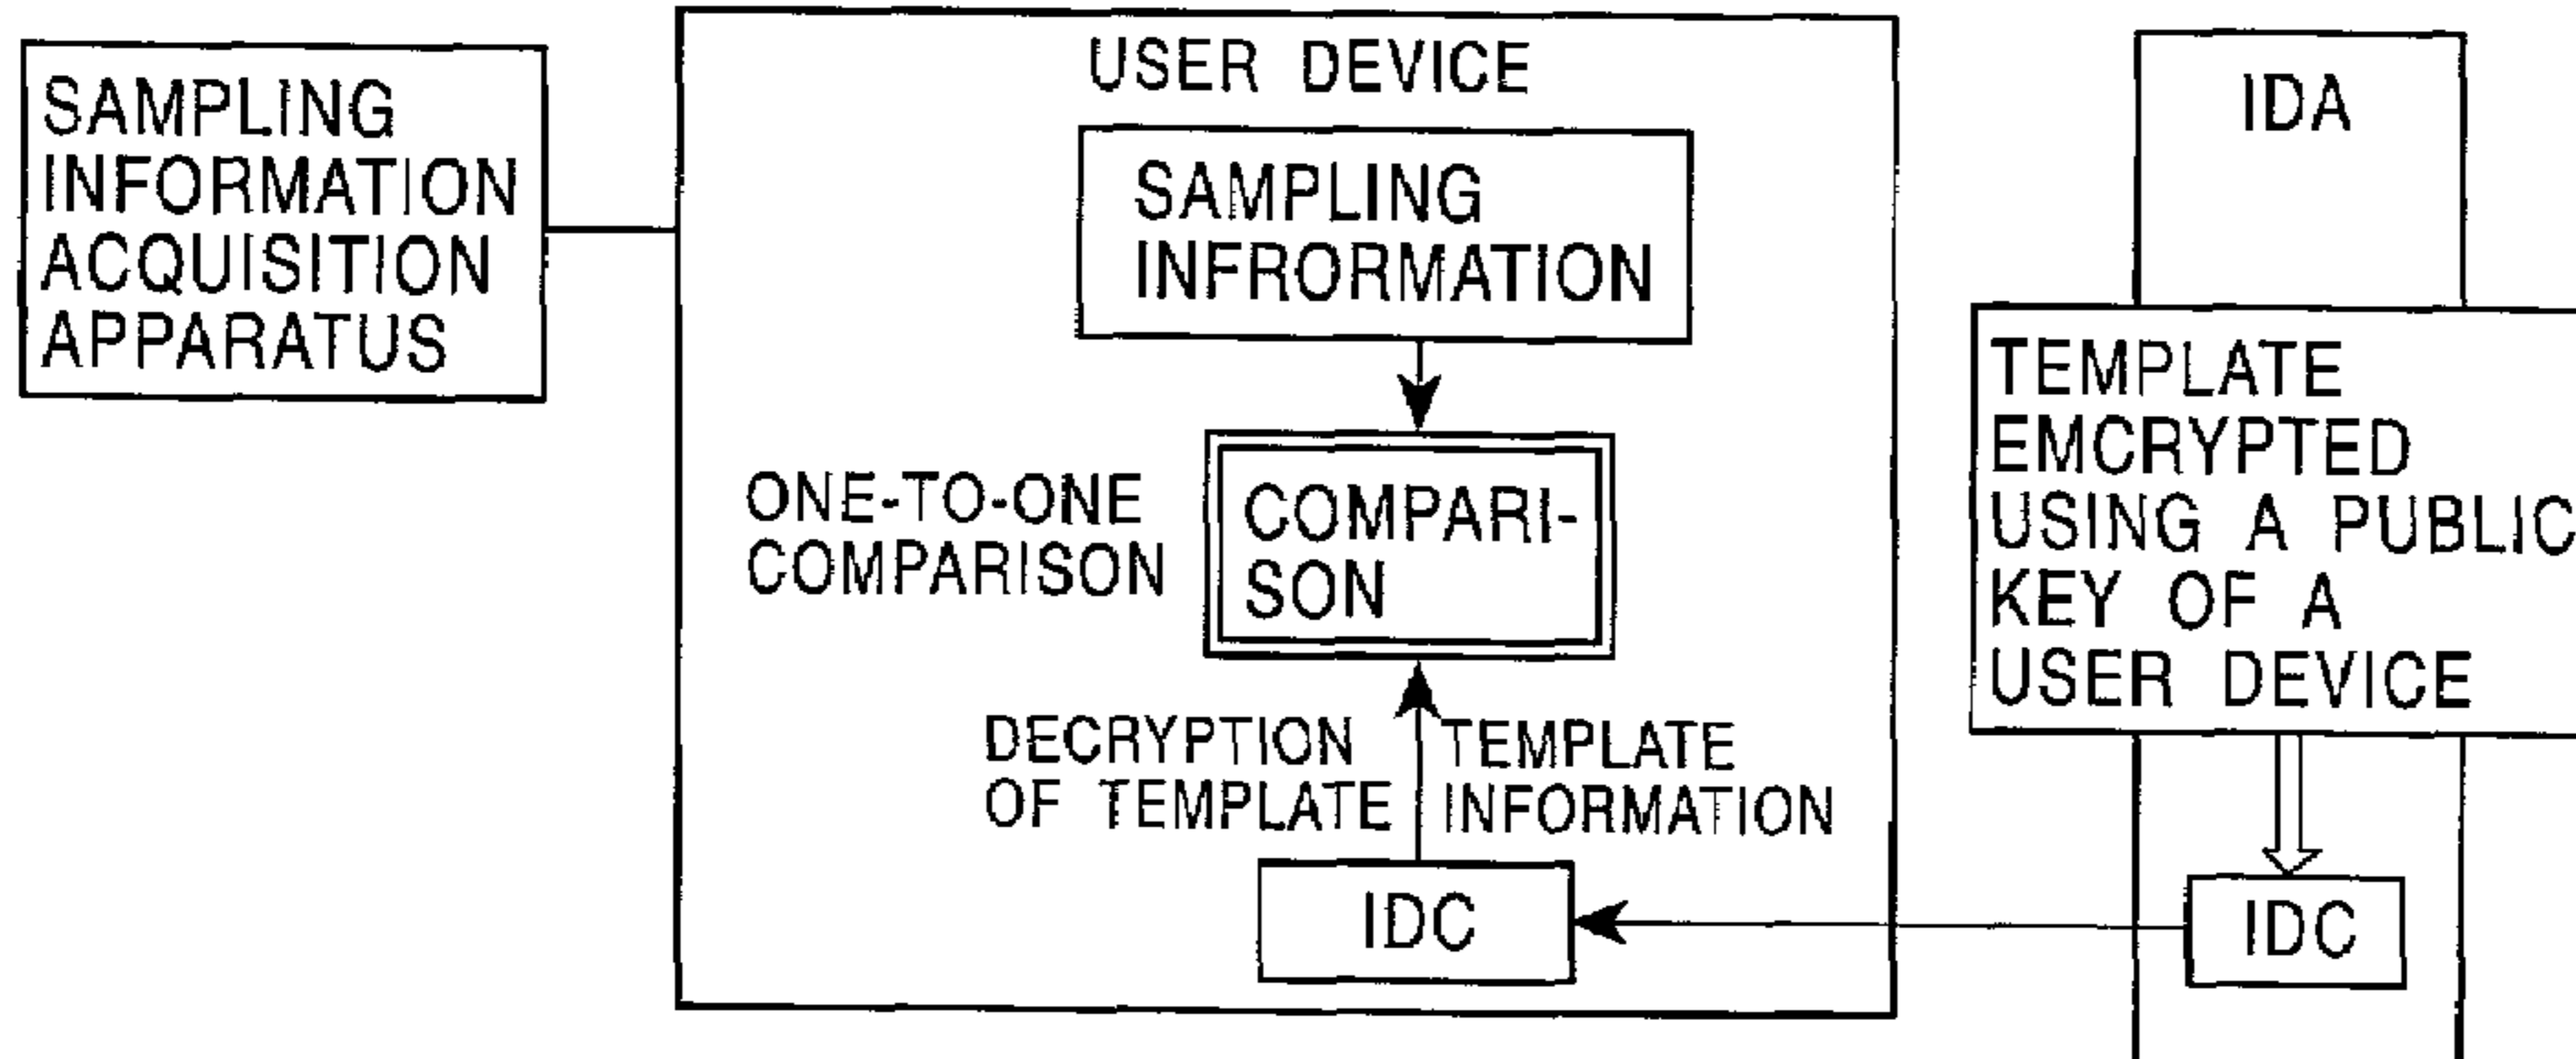 SAMPLING
INFORMATION
ACQUISITION
APPARATUS
USER DEVICE
SAMPLING
INFRORMATION
ONE-TO-ONE
COMPARISON
COMPARI-
SON
DECRYPTION
OF TEMPLATE
TEMPLATE
INFORMATION
IDC
IDA
TEMPLATE
EMCRYPTED
USING A PUBLIC
KEY OF A
USER DEVICE
IDC